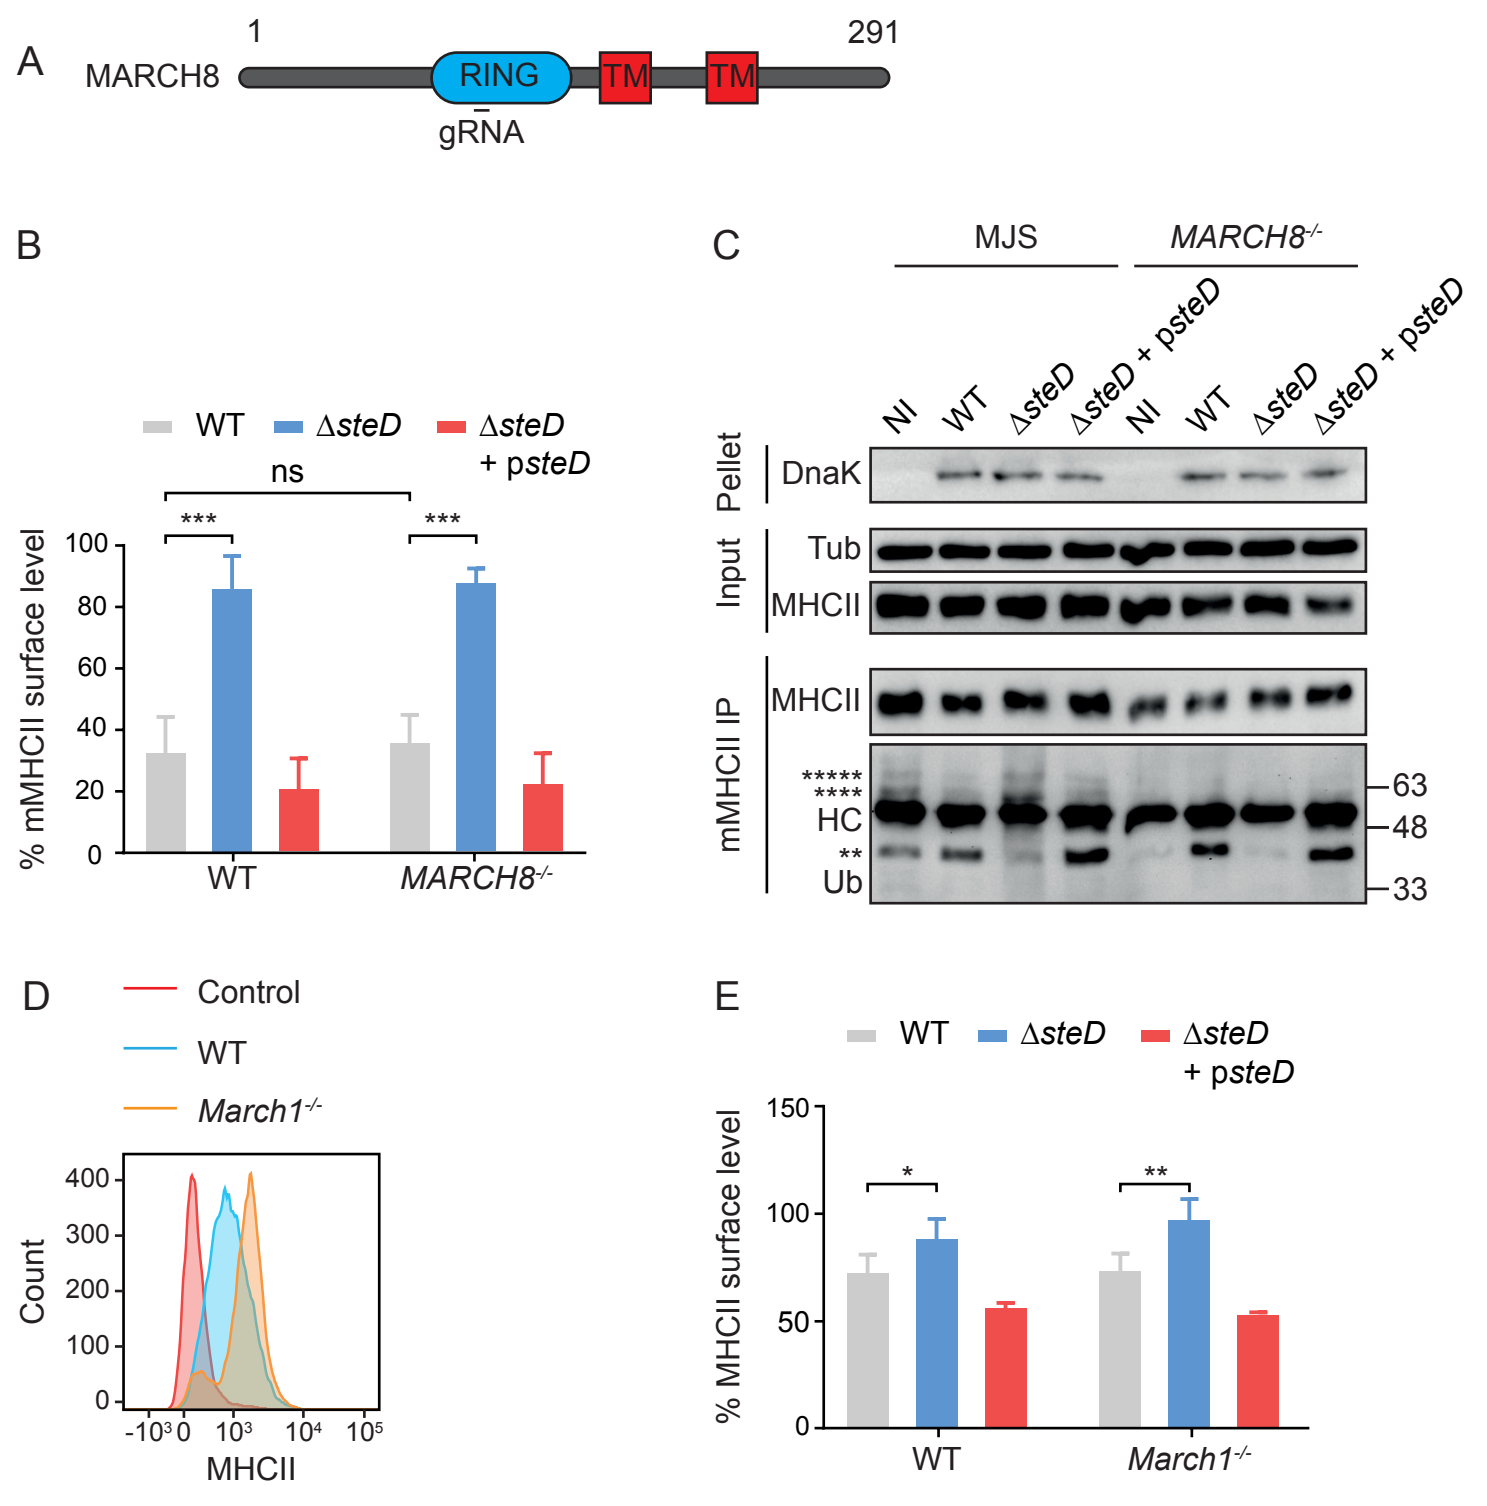 A
1
291
MARCH8
RING
TM
TM
gRNA
B
WT
ΔsteD
ΔsteD
+ psteD
ns
***
***
% mMHCII surface level
100
80
60
40
20
0
WT
MARCH8-/-
C
MJS
MARCH8-/-
NI
WT
ΔsteD
ΔsteD + psteD
NI
WT
ΔsteD
ΔsteD + psteD
Pellet
DnaK
Input
Tub
MHCII
mMHCII IP
MHCII
*****
****
HC
**
Ub
63
48
33
D
Control
WT
March1-/-
Count
400
300
200
100
0
-10³ 0 10³ 10⁴ 10⁵
MHCII
E
WT
ΔsteD
ΔsteD
+ psteD
% MHCII surface level
150
100
50
0
*
**
WT
March1-/-